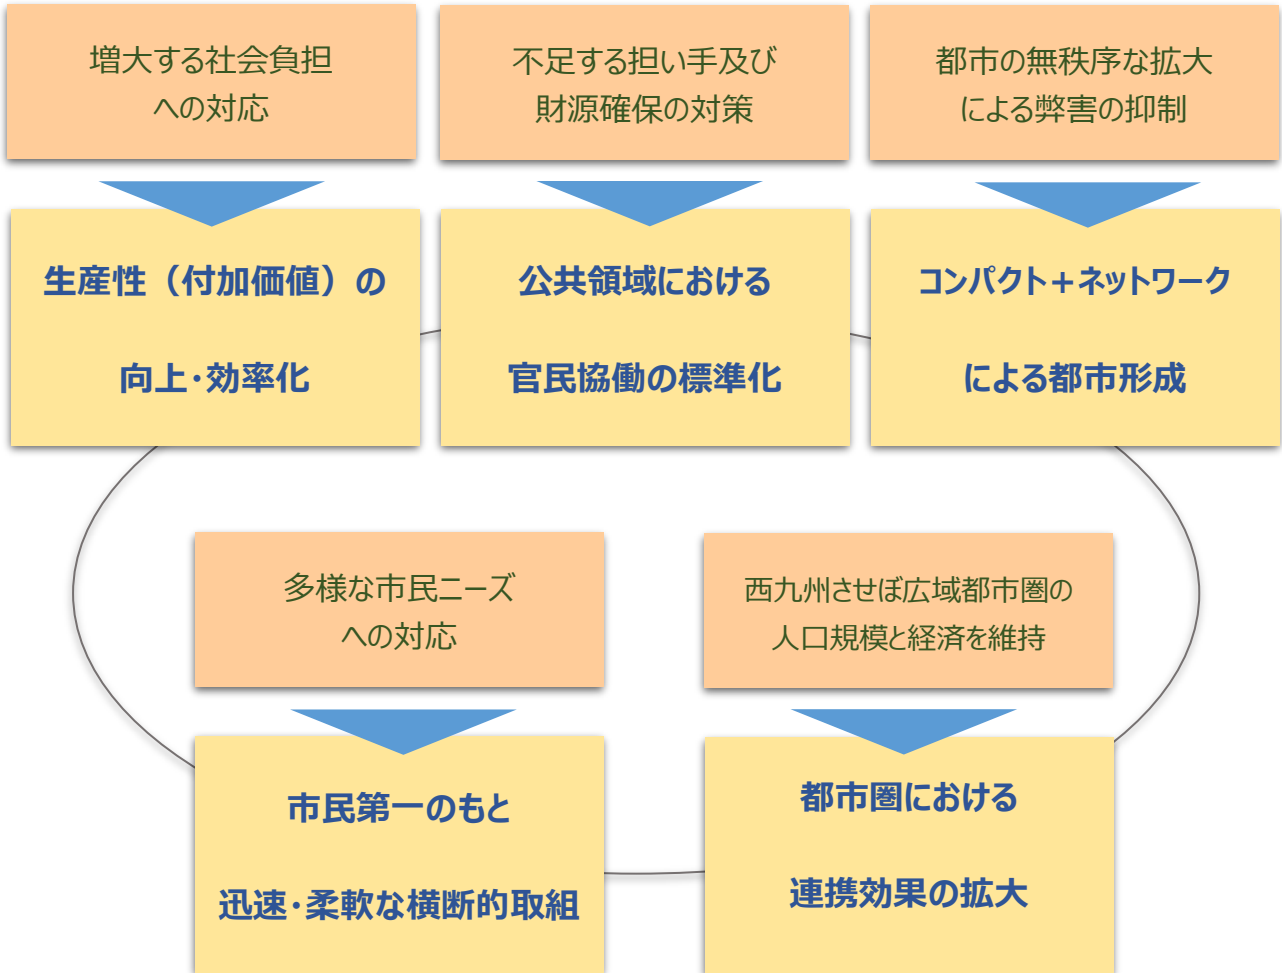 増大する社会負担
への対応
生産性（付加価値）の
向上・効率化
不足する担い手及び
財源確保の対策
公共領域における
官民協働の標準化
都市の無秩序な拡大
による弊害の抑制
コンパクト＋ネットワーク
による都市形成
多様な市民ニーズ
への対応
市民第一のもと
迅速・柔軟な横断的取組
西九州させぼ広域都市圏の
人口規模と経済を維持
都市圏における
連携効果の拡大